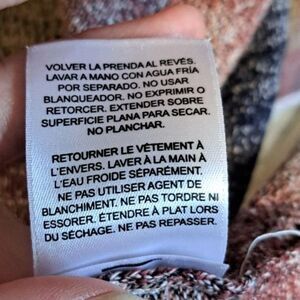 VOLVER LA PRENDA AL REVÉS.
LAVAR A MANO CON AGUA FRÍA
POR SEPARADO. NO USAR
BLANQUEADOR. NO EXPRIMIR O
RETORCER. EXTENDER SOBRE
SUPERFICIE PLANA PARA SECAR.
NO PLANCHAR.
RETOURNER LE VÊTEMENT À
L'ENVERS. LAVER À LA MAIN À
L'EAU FROIDE SÉPARÉMENT.
NE PAS UTILISER AGENT DE
BLANCHIMENT. NE PAS TORDRE NI
ESSORER. ÉTENDRE À PLAT LORS
DU SÉCHAGE. NE PAS REPASSER.